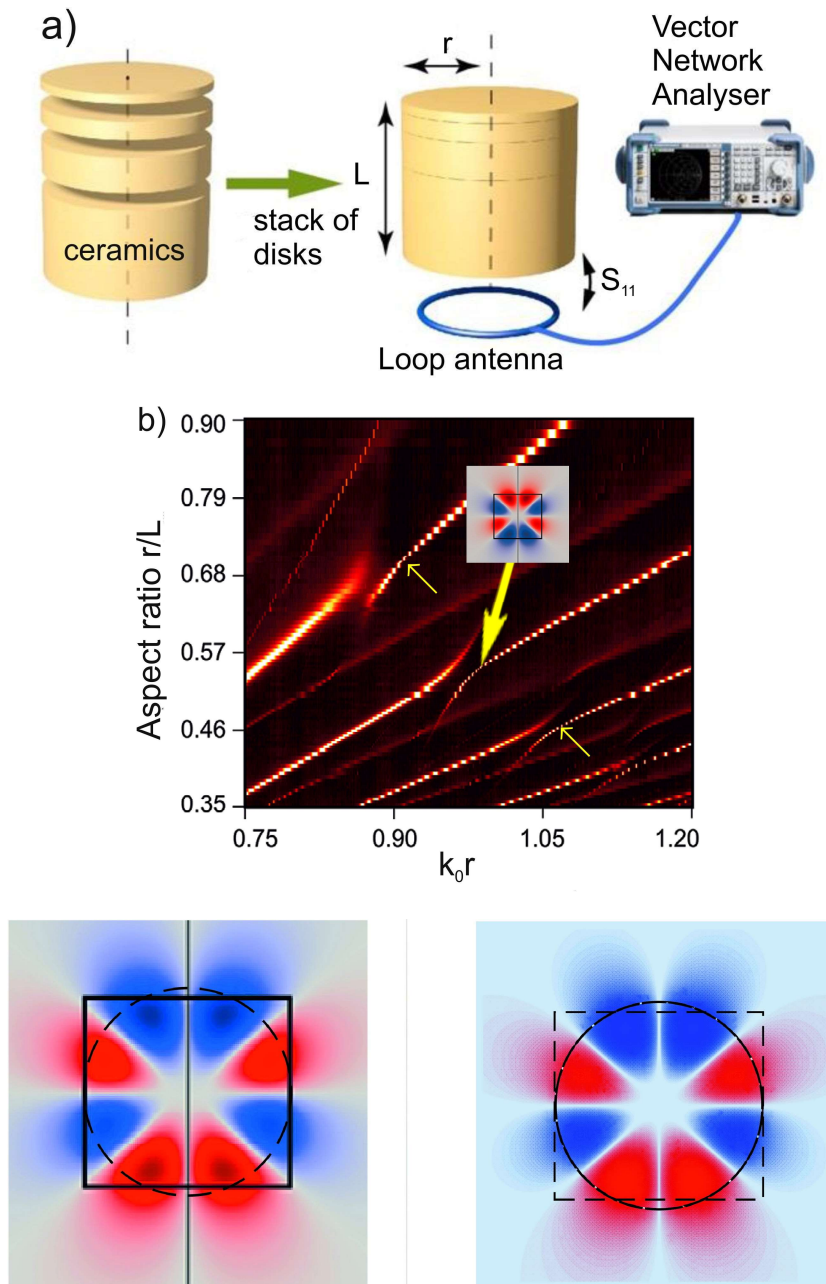 a)
r
Vector
Network
Analyser
L
ceramics
stack of
disks
S₁₁
Loop antenna
b)
0.90
0.79
0.68
0.57
0.46
0.35
Aspect ratio r/L
0.75
0.90
1.05
1.20
k₀r